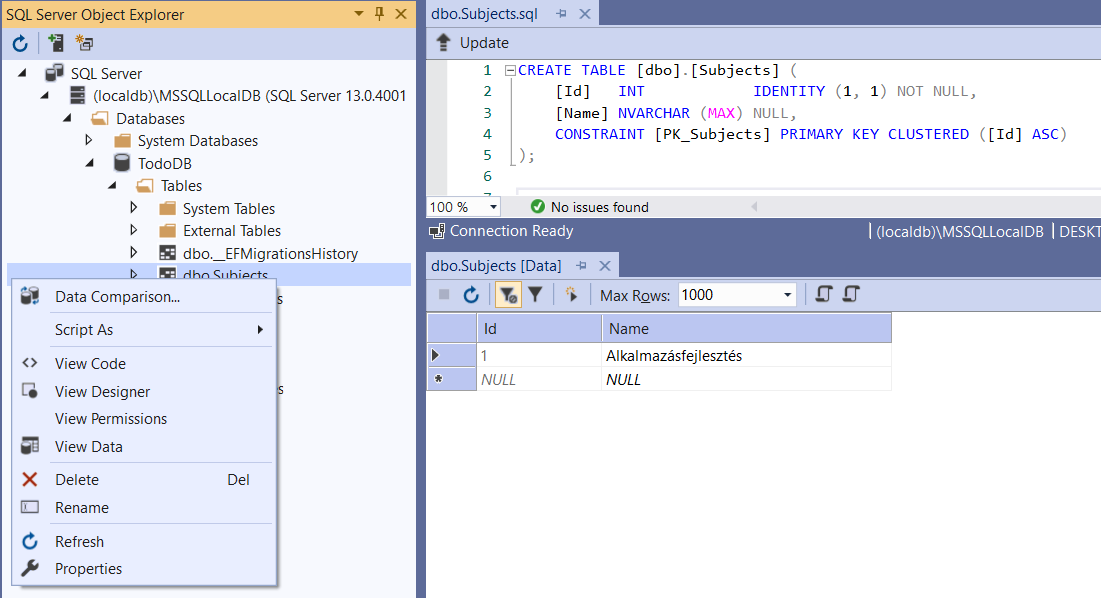 SQL Server Object Explorer
SQL Server
(localdb)\MSSQLLocalDB (SQL Server 13.0.4001
Databases
System Databases
TodoDB
Tables
System Tables
External Tables
dbo.__EFMigrationsHistory
dbo.Subjects
s
s
Data Comparison...
Script As
View Code
View Designer
View Permissions
View Data
Delete Del
Rename
Refresh
Properties
dbo.Subjects.sql
Update
1 CREATE TABLE [dbo].[Subjects] (
2 [Id] INT IDENTITY (1, 1) NOT NULL,
3 [Name] NVARCHAR (MAX) NULL,
4 CONSTRAINT [PK_Subjects] PRIMARY KEY CLUSTERED ([Id] ASC)
5 );
6
7
100 % No issues found
Connection Ready (localdb)\MSSQLLocalDB DESKT
dbo.Subjects [Data]
Max Rows: 1000
Id Name
1 Alkalmazásfejlesztés
NULL NULL